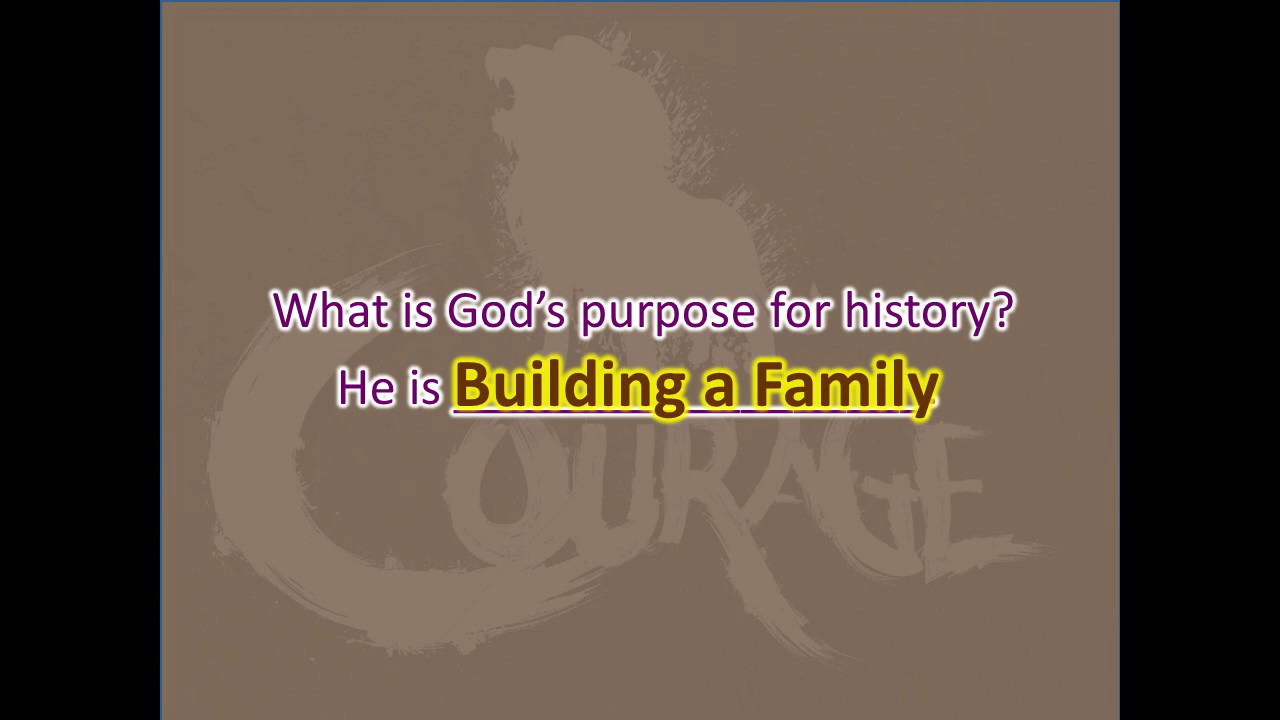 What is God’s purpose for history?
He is Building a Family
COURAGE